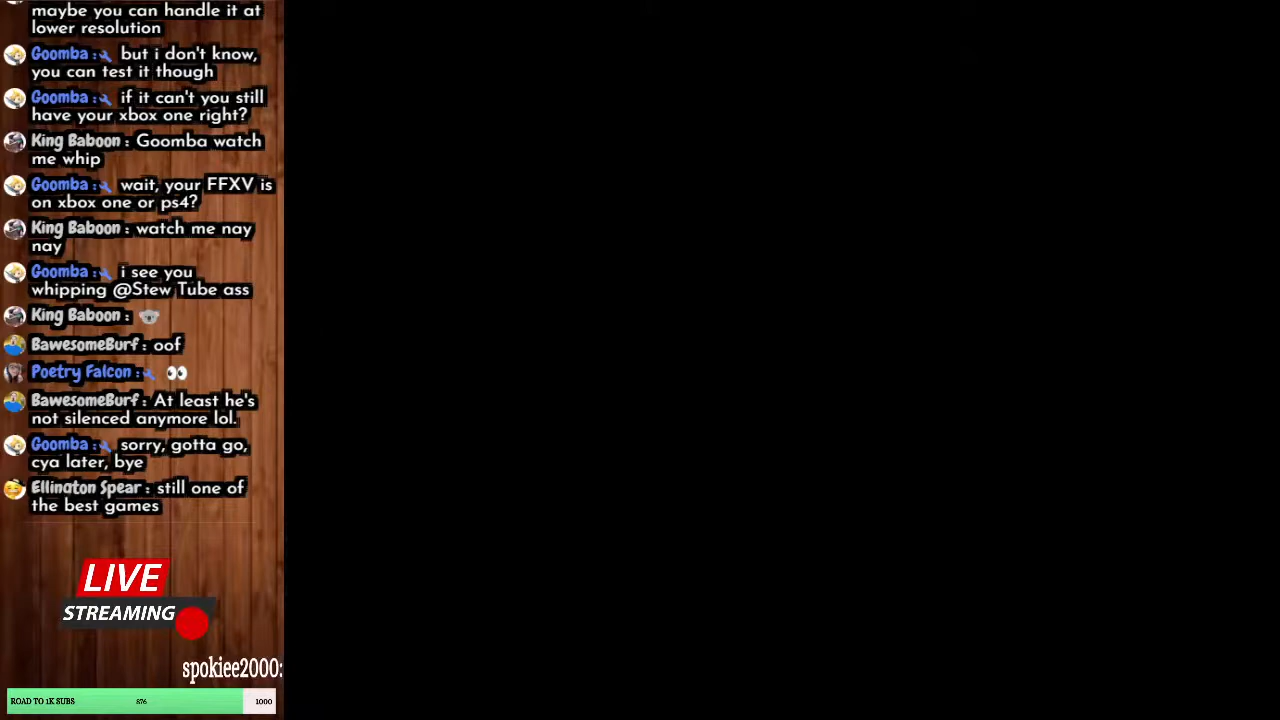 maybe you can handle it at
lower resolution
Goomba : but i don't know,
you can test it though
Goomba : if it can't you still
have your xbox one right?
King Baboon : Goomba watch
me whip
Goomba : wait, your FFXV is
on xbox one or ps4?
King Baboon : watch me nay
nay
Goomba : i see you
whipping @Stew Tube ass
King Baboon : 🐨
BawesomeBurf : oof
Poetry Falcon : 👀
BawesomeBurf : At least he's
not silenced anymore lol.
Goomba : sorry, gotta go,
cya later, bye
Ellington Spear : still one of
the best games
LIVE
STREAMING
spokiee2000:
ROAD TO 1K SUBS 876 1000